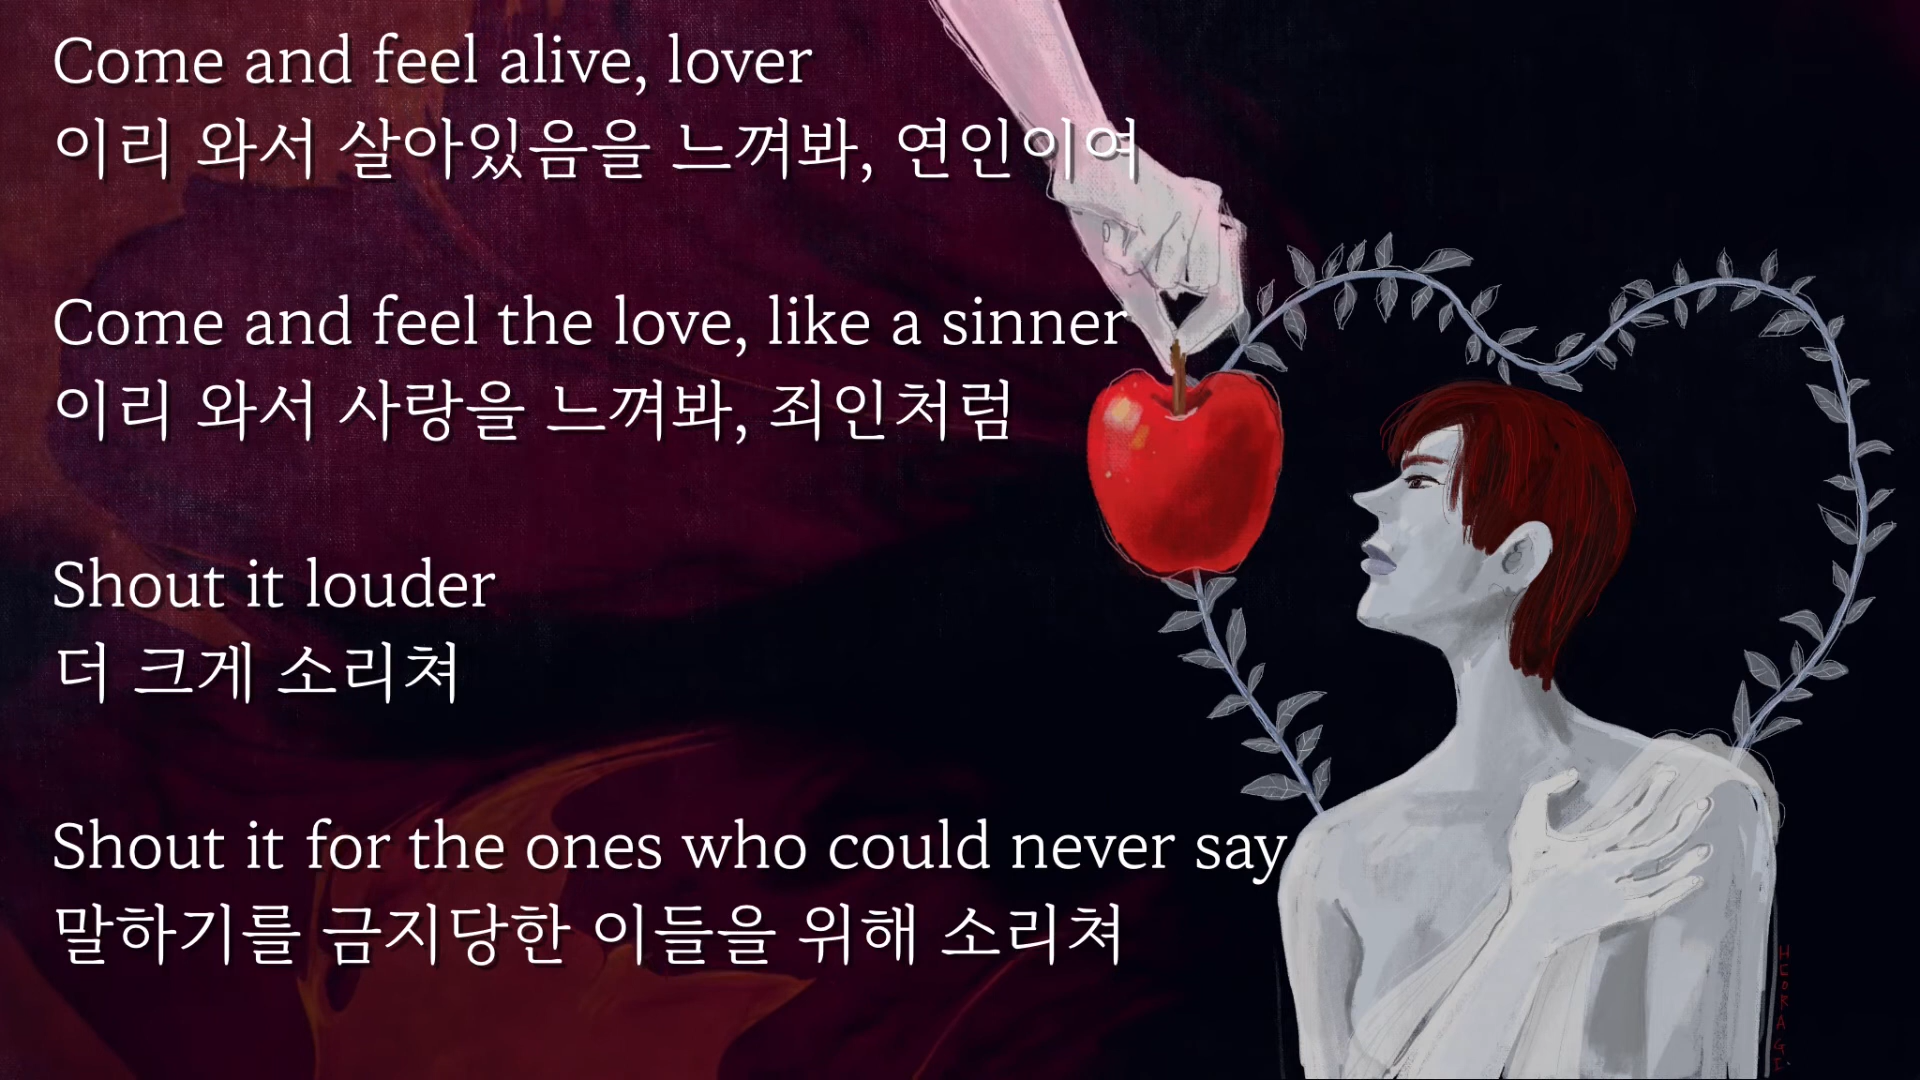 Come and feel alive, lover
이리 와서 살아있음을 느껴봐, 연인이여
Come and feel the love, like a sinner
이리 와서 사랑을 느껴봐, 죄인처럼
Shout it louder
더 크게 소리쳐
Shout it for the ones who could never say
말하기를 금지당한 이들을 위해 소리쳐